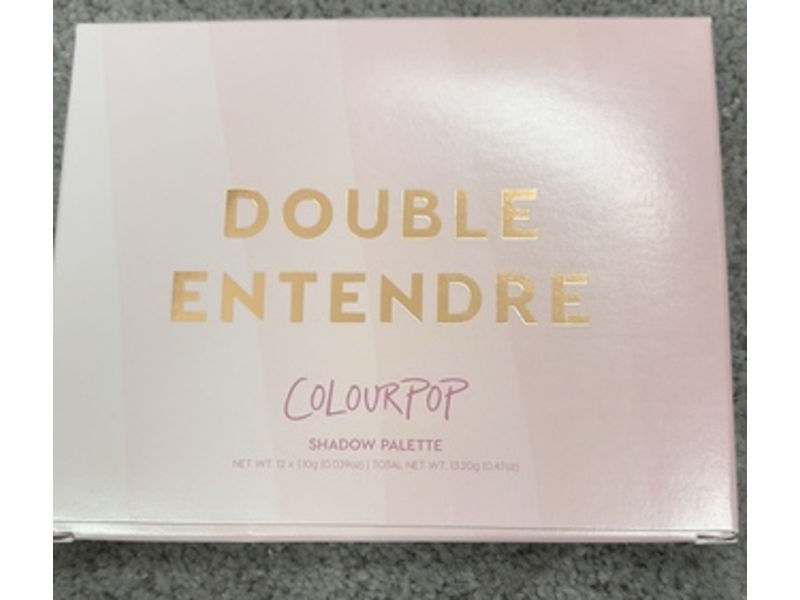 DOUBLE
ENTENDRE
COLOURPOP
SHADOW PALETTE
NET WT. 12 x 1.10g (0.039oz) | TOTAL NET WT. 13.20g (0.47oz)